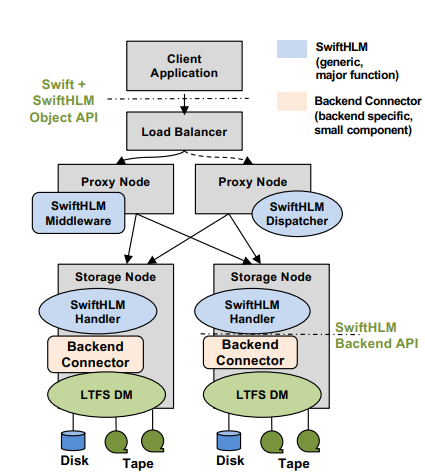 Client
Application
SwiftHLM
(generic,
major function)
Swift +
SwiftHLM
Object API
Backend Connector
(backend specific,
small component)
Load Balancer
Proxy Node
Proxy Node
SwiftHLM
Middleware
SwiftHLM
Dispatcher
Storage Node
Storage Node
SwiftHLM
Handler
SwiftHLM
Handler
SwiftHLM
Backend API
Backend
Connector
Backend
Connector
LTFS DM
LTFS DM
Disk
Tape
Disk
Tape